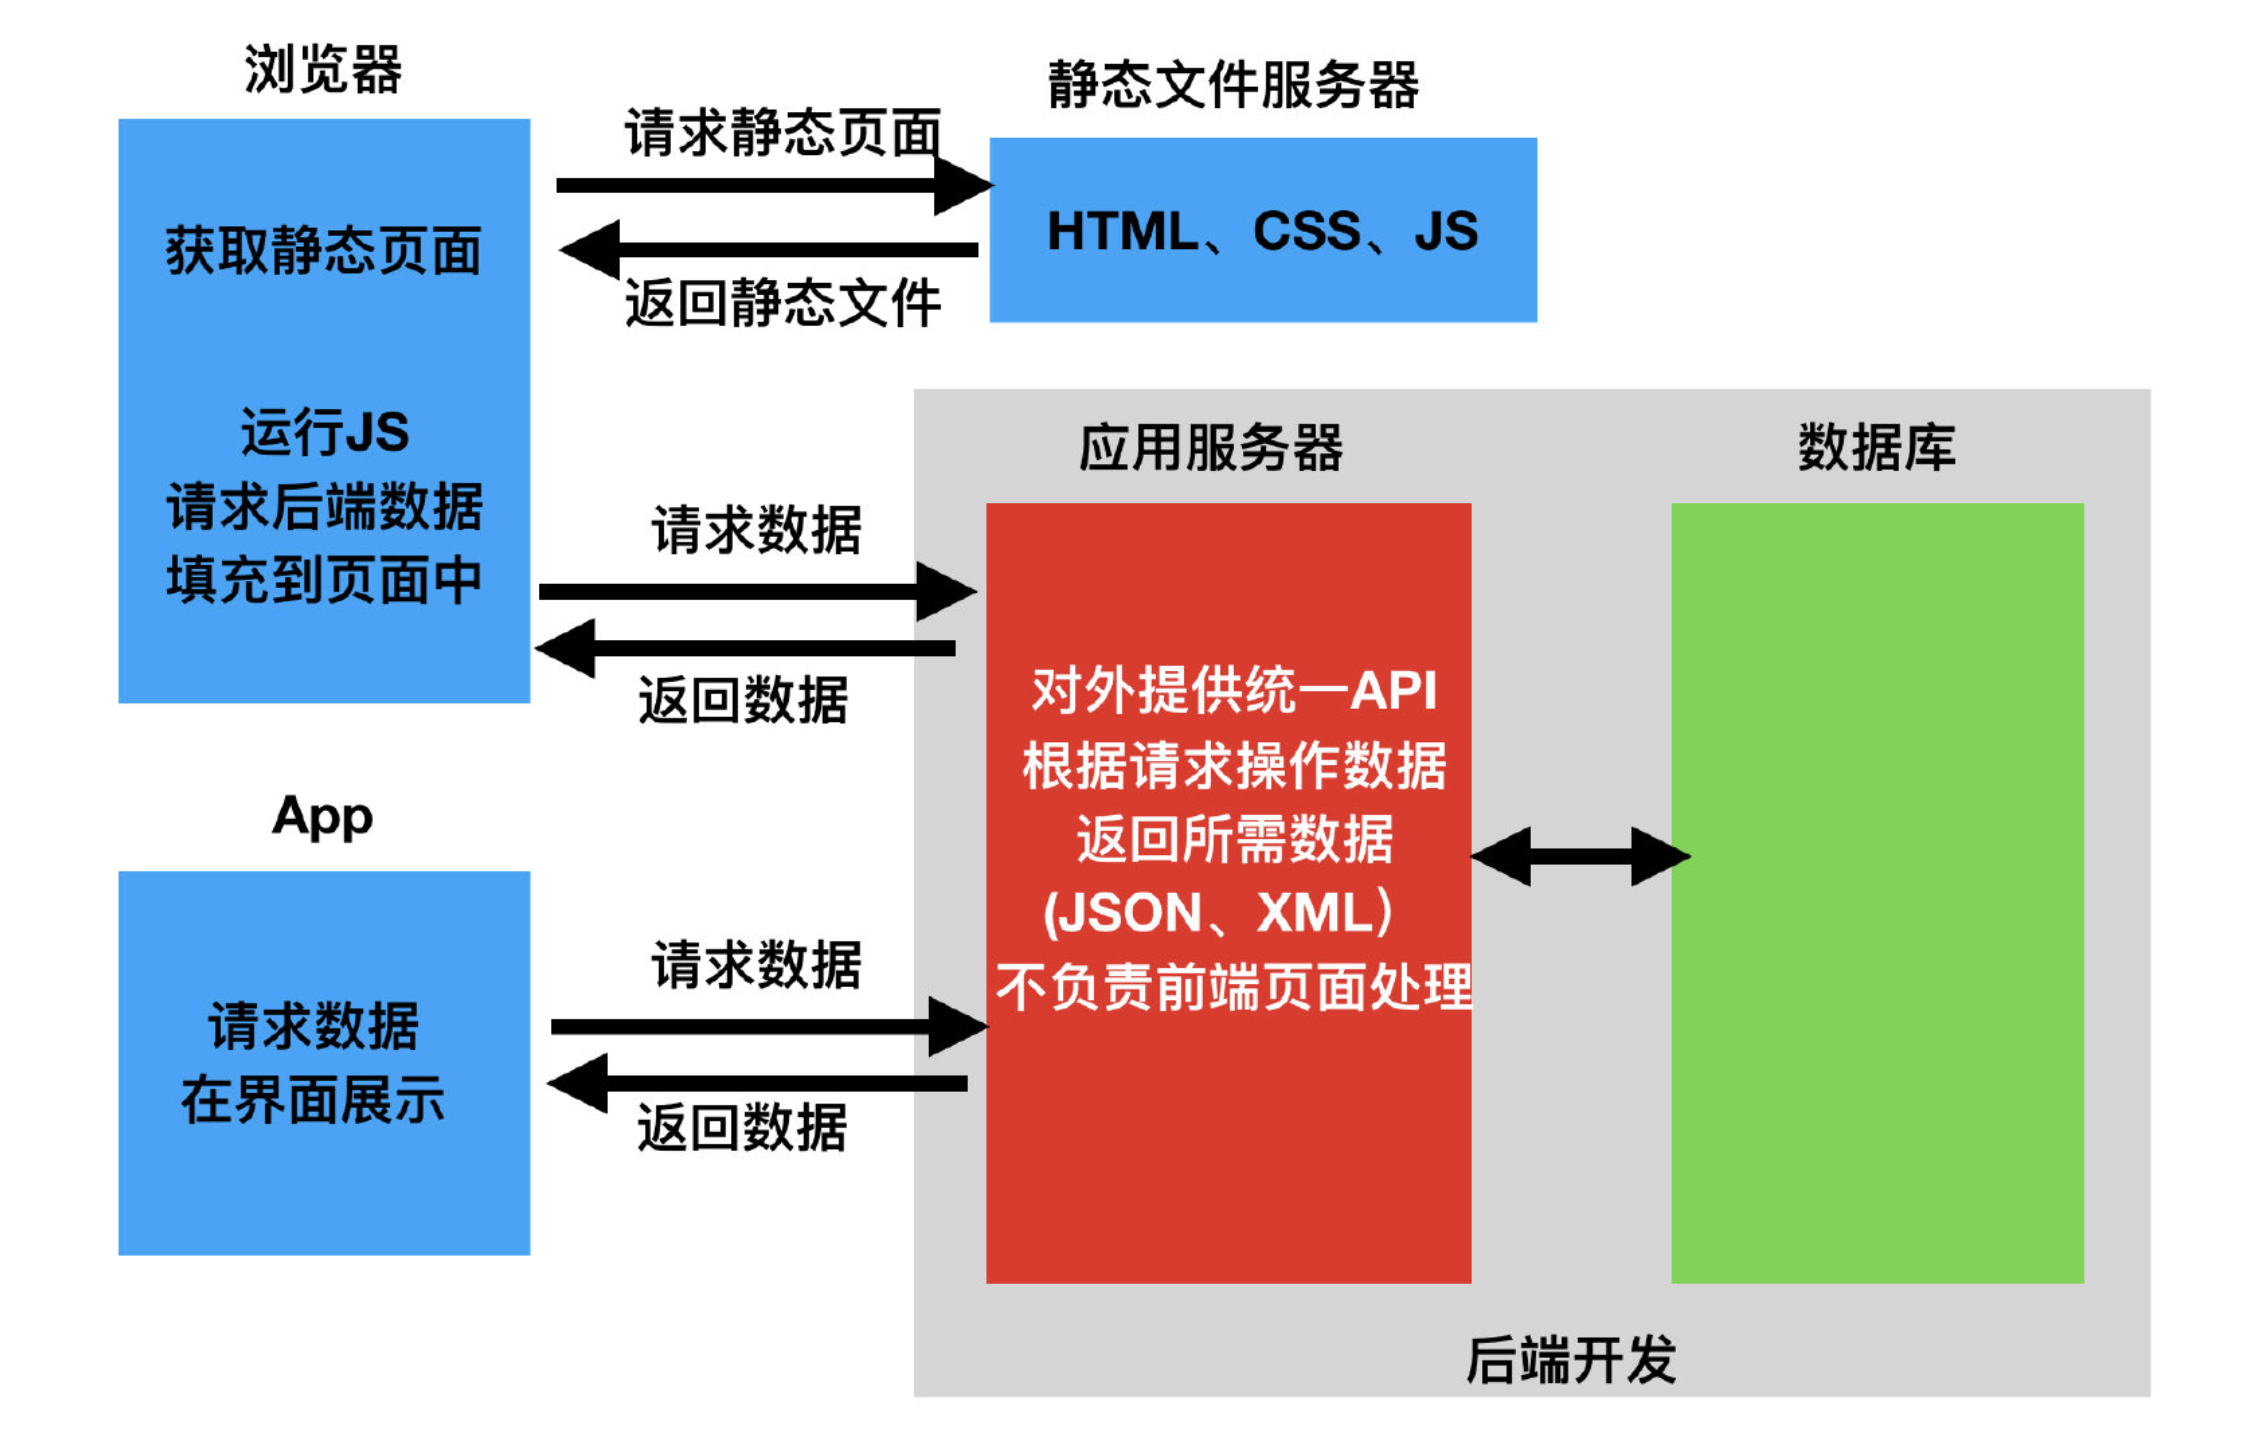 浏览器
静态文件服务器
请求静态页面
获取静态页面
HTML、CSS、JS
返回静态文件
运行JS
请求后端数据
填充到页面中
请求数据
返回数据
应用服务器
数据库
对外提供统一API
根据请求操作数据
返回所需数据
(JSON、XML）
不负责前端页面处理
App
请求数据
在界面展示
请求数据
返回数据
后端开发